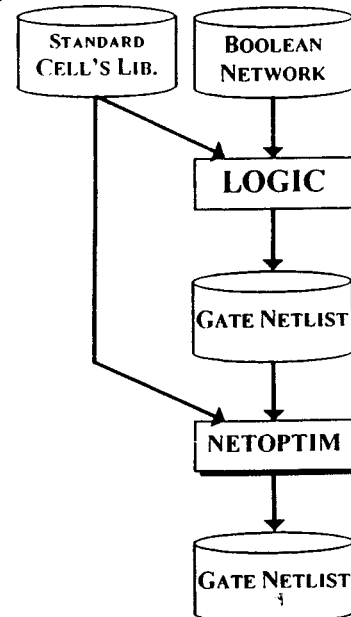 STANDARD
CELL'S LIB.
BOOLEAN
NETWORK
LOGIC
GATE NETLIST
NETOPTIM
GATE NETLIST